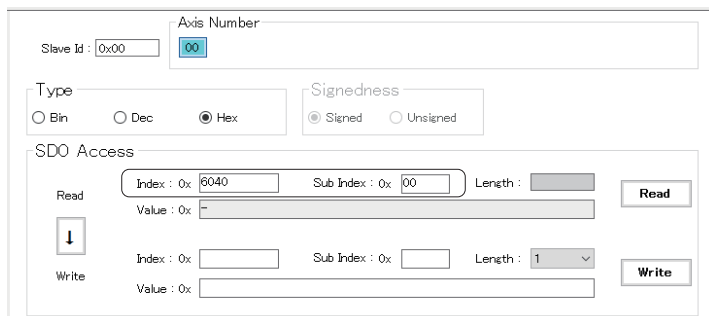 Axis Number
Slave Id : 0x00 00
Type Signedness
Bin Dec Hex Signed Unsigned
SDO Access
Read Index : 0x 6040 Sub Index : 0x 00 Length : Read
Value : 0x -
↓
Write Index : 0x Sub Index : 0x Length : 1 Write
Value : 0x